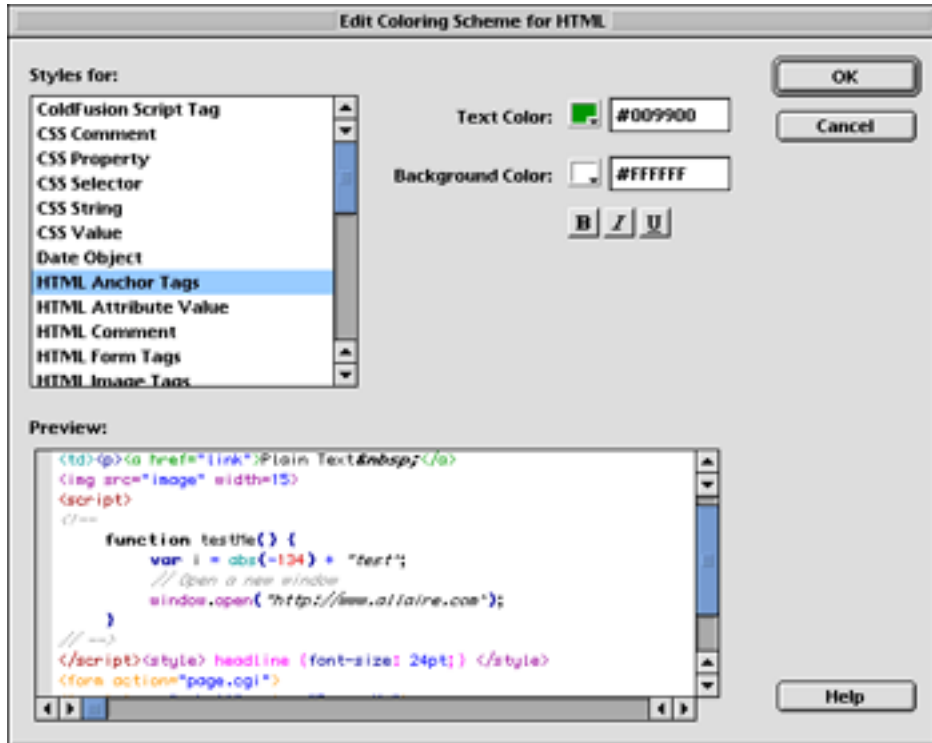 Edit Coloring Scheme for HTML
Styles for:
ColdFusion Script Tag
CSS Comment
CSS Property
CSS Selector
CSS String
CSS Value
Date Object
HTML Anchor Tags
HTML Attribute Value
HTML Comment
HTML Form Tags
HTML Image Tags
Text Color: #009900
Background Color: #FFFFFF
B I U
OK
Cancel
Preview:
<td><p><a href="link">Plain Text&nbsp;</a>
<img src="image" width=15>
<script>
<!--
function testMe() {
var i = abs(-134) + "text";
// Open a new window
window.open("http://www.allaire.com");
}
// -->
</script><style> headline {font-size: 24pt;} </style>
<form action="page.cgi">
Help